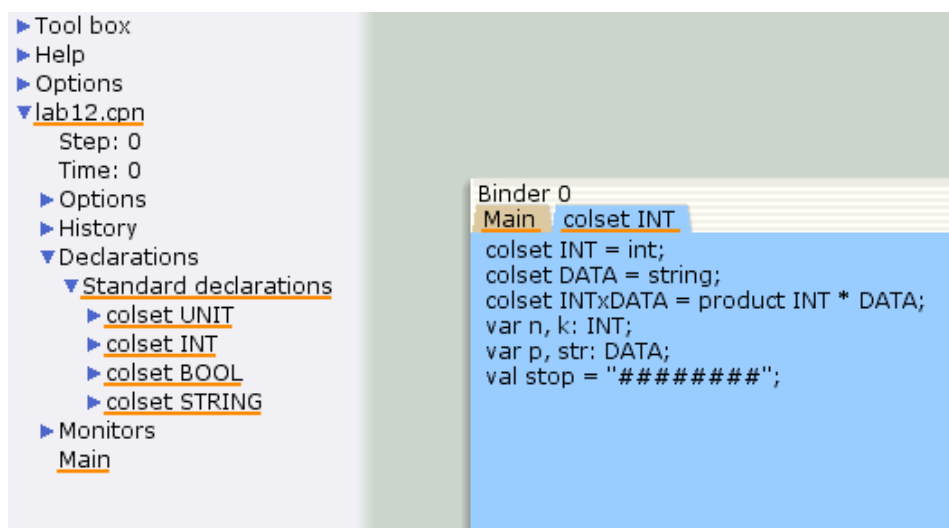 Tool box
Help
Options
lab12.cpn
Step: 0
Time: 0
Options
History
Declarations
Standard declarations
colset UNIT
colset INT
colset BOOL
colset STRING
Monitors
Main
Binder 0
Main colset INT
colset INT = int;
colset DATA = string;
colset INTxDATA = product INT * DATA;
var n, k: INT;
var p, str: DATA;
val stop = "########";